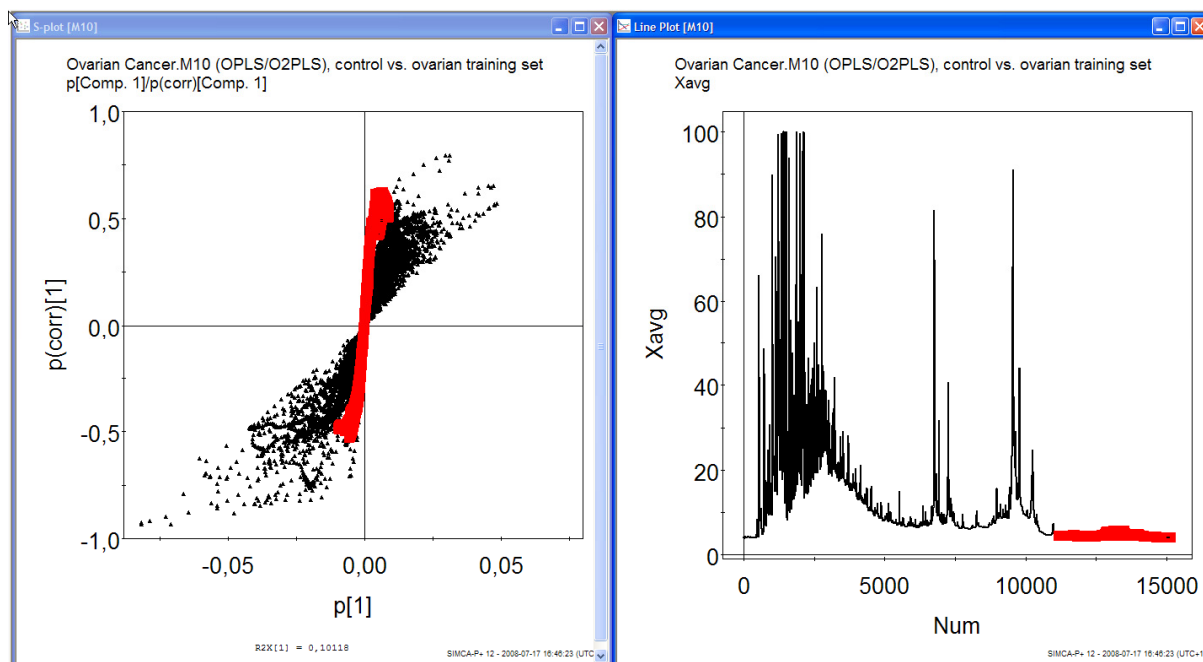 S-plot [M10]
Ovarian Cancer.M10 (OPLS/O2PLS), control vs. ovarian training set
p[Comp. 1]/p(corr)[Comp. 1]
1,0
0,5
0,0
-0,5
-1,0
p(corr)[1]
-0,05
0,00
0,05
p[1]
R2X[1] = 0,10118
SIMCA-P+ 12 - 2008-07-17 16:46:23 (UTC
Line Plot [M10]
Ovarian Cancer.M10 (OPLS/O2PLS), control vs. ovarian training set
Xavg
100
80
60
40
20
0
Xavg
0
5000
10000
15000
Num
SIMCA-P+ 12 - 2008-07-17 16:46:23 (UTC+1